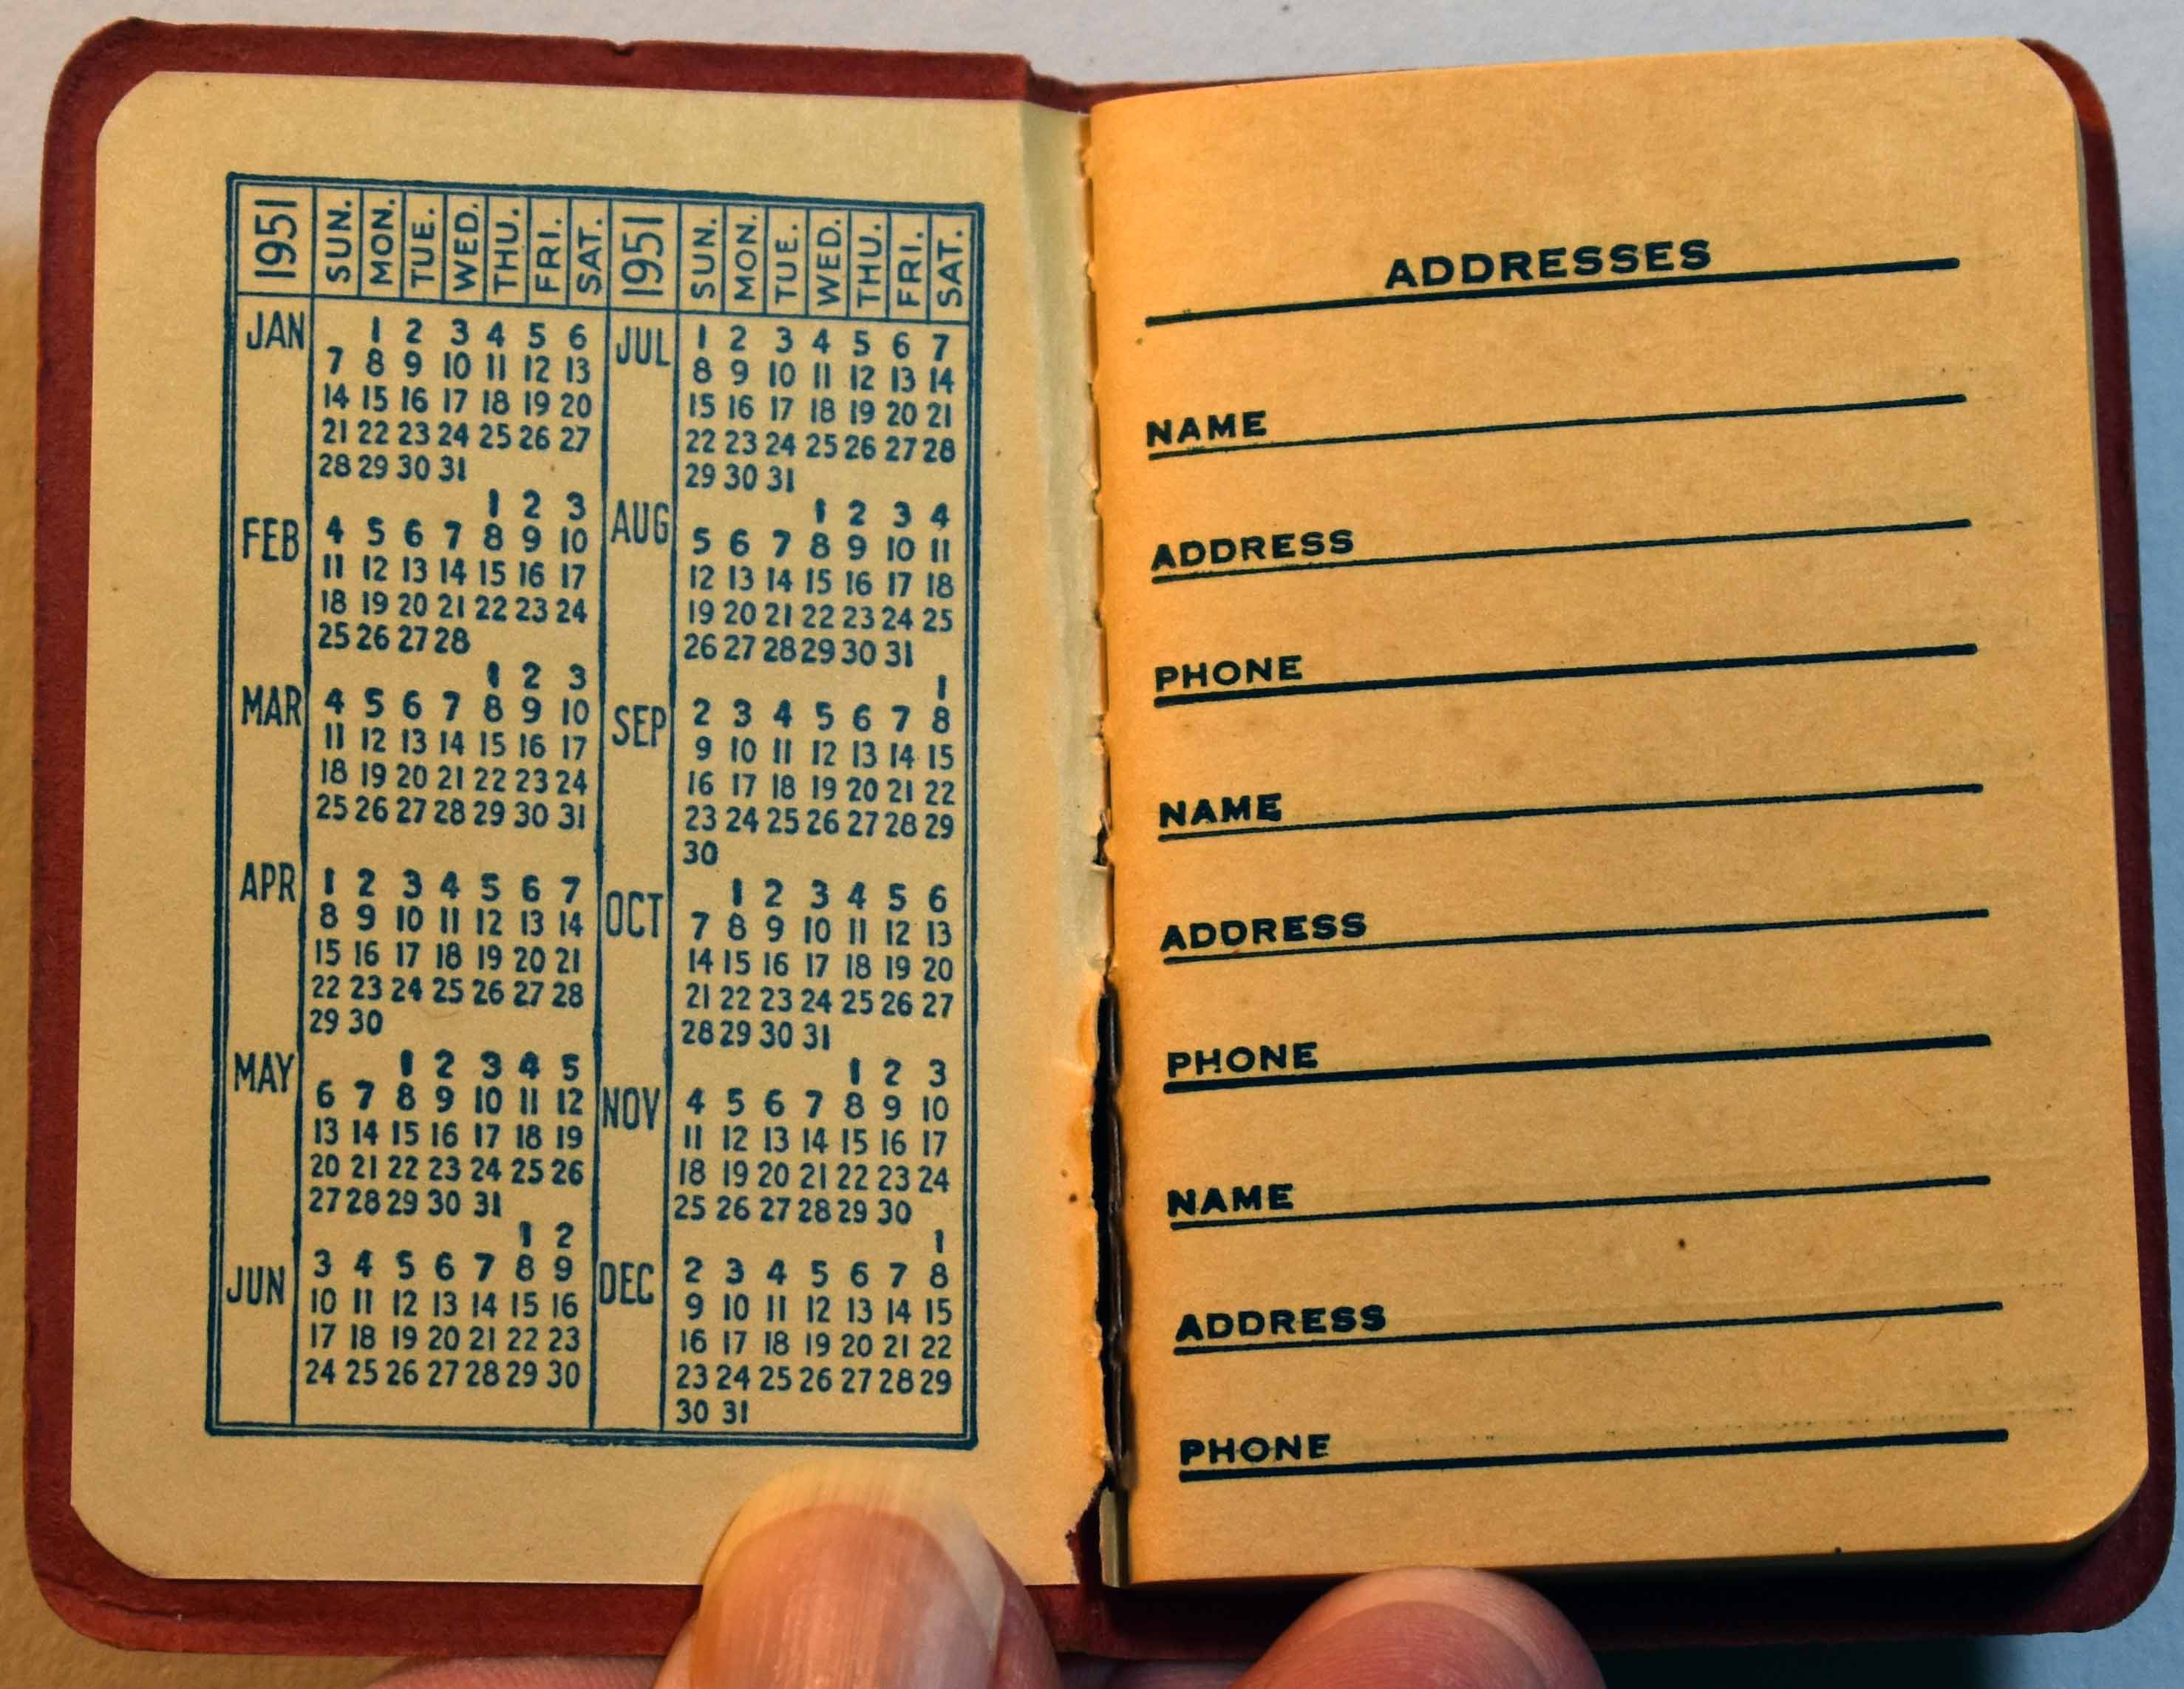 1951 SUN. MON. TUE. WED. THU. FRI. SAT.
JAN 1 2 3 4 5 6
7 8 9 10 11 12 13
14 15 16 17 18 19 20
21 22 23 24 25 26 27
28 29 30 31
1 2 3
FEB 4 5 6 7 8 9 10
11 12 13 14 15 16 17
18 19 20 21 22 23 24
25 26 27 28
1 2 3
MAR 4 5 6 7 8 9 10
11 12 13 14 15 16 17
18 19 20 21 22 23 24
25 26 27 28 29 30 31
APR 1 2 3 4 5 6 7
8 9 10 11 12 13 14
15 16 17 18 19 20 21
22 23 24 25 26 27 28
29 30
MAY 1 2 3 4 5
6 7 8 9 10 11 12
13 14 15 16 17 18 19
20 21 22 23 24 25 26
27 28 29 30 31
1 2
JUN 3 4 5 6 7 8 9
10 11 12 13 14 15 16
17 18 19 20 21 22 23
24 25 26 27 28 29 30
1951 SUN. MON. TUE. WED. THU. FRI. SAT.
JUL 1 2 3 4 5 6 7
8 9 10 11 12 13 14
15 16 17 18 19 20 21
22 23 24 25 26 27 28
29 30 31
AUG 1 2 3 4
5 6 7 8 9 10 11
12 13 14 15 16 17 18
19 20 21 22 23 24 25
26 27 28 29 30 31
1
SEP 2 3 4 5 6 7 8
9 10 11 12 13 14 15
16 17 18 19 20 21 22
23 24 25 26 27 28 29
30
OCT 1 2 3 4 5 6
7 8 9 10 11 12 13
14 15 16 17 18 19 20
21 22 23 24 25 26 27
28 29 30 31
1 2 3
NOV 4 5 6 7 8 9 10
11 12 13 14 15 16 17
18 19 20 21 22 23 24
25 26 27 28 29 30
1
DEC 2 3 4 5 6 7 8
9 10 11 12 13 14 15
16 17 18 19 20 21 22
23 24 25 26 27 28 29
30 31
ADDRESSES
NAME
ADDRESS
PHONE
NAME
ADDRESS
PHONE
NAME
ADDRESS
PHONE